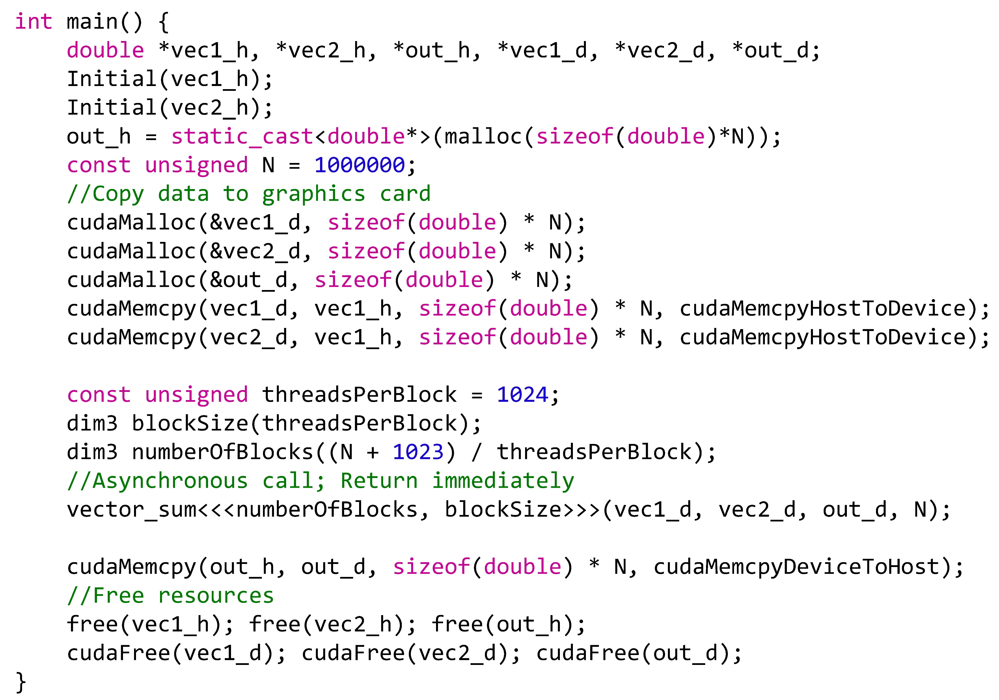 int main() {
    double *vec1_h, *vec2_h, *out_h, *vec1_d, *vec2_d, *out_d;
    Initial(vec1_h);
    Initial(vec2_h);
    out_h = static_cast<double*>(malloc(sizeof(double)*N));
    const unsigned N = 1000000;
    //Copy data to graphics card
    cudaMalloc(&vec1_d, sizeof(double) * N);
    cudaMalloc(&vec2_d, sizeof(double) * N);
    cudaMalloc(&out_d, sizeof(double) * N);
    cudaMemcpy(vec1_d, vec1_h, sizeof(double) * N, cudaMemcpyHostToDevice);
    cudaMemcpy(vec2_d, vec1_h, sizeof(double) * N, cudaMemcpyHostToDevice);

    const unsigned threadsPerBlock = 1024;
    dim3 blockSize(threadsPerBlock);
    dim3 numberOfBlocks((N + 1023) / threadsPerBlock);
    //Asynchronous call; Return immediately
    vector_sum<<<numberOfBlocks, blockSize>>>(vec1_d, vec2_d, out_d, N);

    cudaMemcpy(out_h, out_d, sizeof(double) * N, cudaMemcpyDeviceToHost);
    //Free resources
    free(vec1_h); free(vec2_h); free(out_h);
    cudaFree(vec1_d); cudaFree(vec2_d); cudaFree(out_d);
}